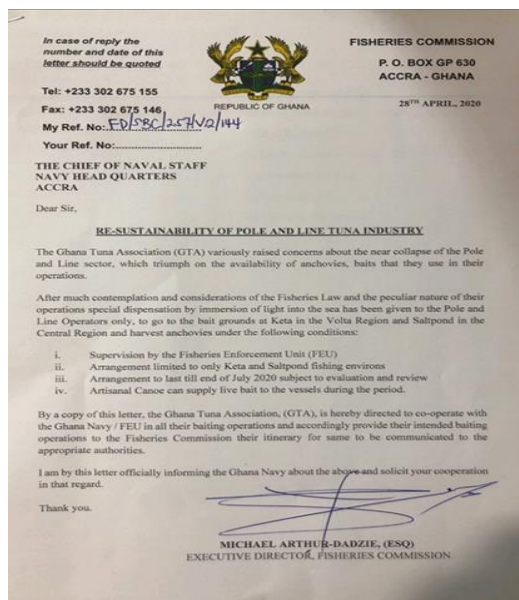 In case of reply the
number and date of this
letter should be quoted
Tel: +233 302 675 155
Fax: +233 302 675 146
My Ref. No: FD/SBC/257/V2/144
Your Ref. No:
REPUBLIC OF GHANA
FISHERIES COMMISSION
P. O. BOX GP 630
ACCRA - GHANA
28TH APRIL, 2020
THE CHIEF OF NAVAL STAFF
NAVY HEAD QUARTERS
ACCRA
Dear Sir,
RE-SUSTAINABILITY OF POLE AND LINE TUNA INDUSTRY
The Ghana Tuna Association (GTA) variously raised concerns about the near collapse of the Pole
and Line sector, which triumph on the availability of anchovies, baits that they use in their
operations.
After much contemplation and considerations of the Fisheries Law and the peculiar nature of their
operations special dispensation by immersion of light into the sea has been given to the Pole and
Line Operators only, to go to the bait grounds at Keta in the Volta Region and Saltpond in the
Central Region and harvest anchovies under the following conditions:
i. Supervision by the Fisheries Enforcement Unit (FEU)
ii. Arrangement limited to only Keta and Saltpond fishing environs
iii. Arrangement to last till end of July 2020 subject to evaluation and review
iv. Artisanal Canoe can supply live bait to the vessels during the period.
By a copy of this letter, the Ghana Tuna Association, (GTA), is hereby directed to co-operate with
the Ghana Navy / FEU in all their baiting operations and accordingly provide their intended baiting
operations to the Fisheries Commission their itinerary for same to be communicated to the
appropriate authorities.
I am by this letter officially informing the Ghana Navy about the above and solicit your cooperation
in that regard.
Thank you.
MICHAEL ARTHUR-DADZIE, (ESQ)
EXECUTIVE DIRECTOR, FISHERIES COMMISSION